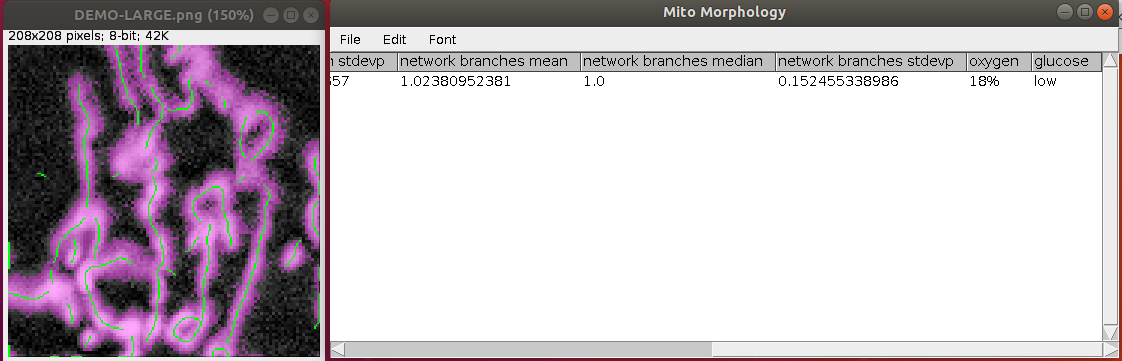 DEMO-LARGE.png (150%)
208x208 pixels; 8-bit; 42K
Mito Morphology
File Edit Font
stdevp network branches mean network branches median network branches stdevp oxygen glucose
1.02380952381 1.0 0.152455338986 18% low